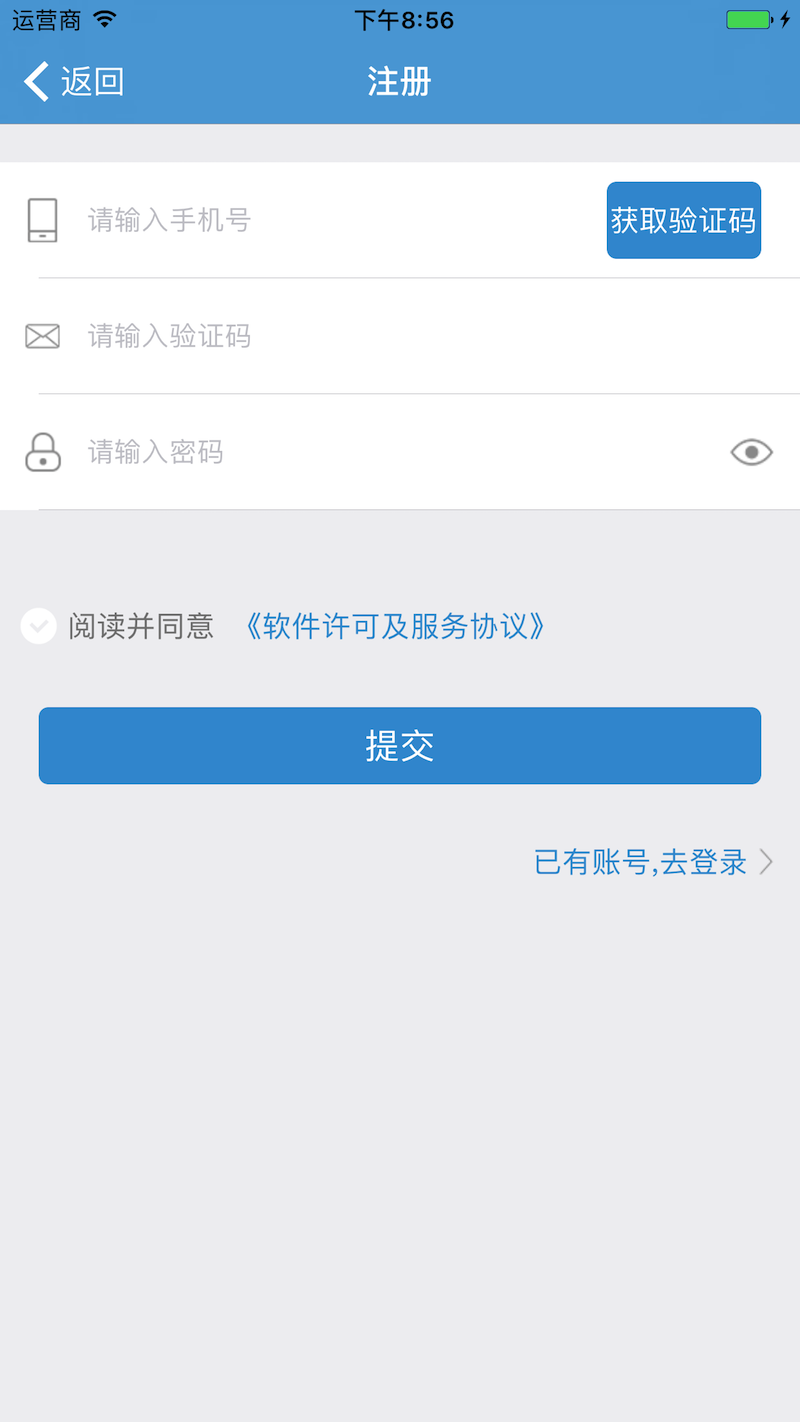 运营商 下午8:56
返回 注册
请输入手机号 获取验证码
请输入验证码
请输入密码
阅读并同意 《软件许可及服务协议》
提交
已有账号,去登录